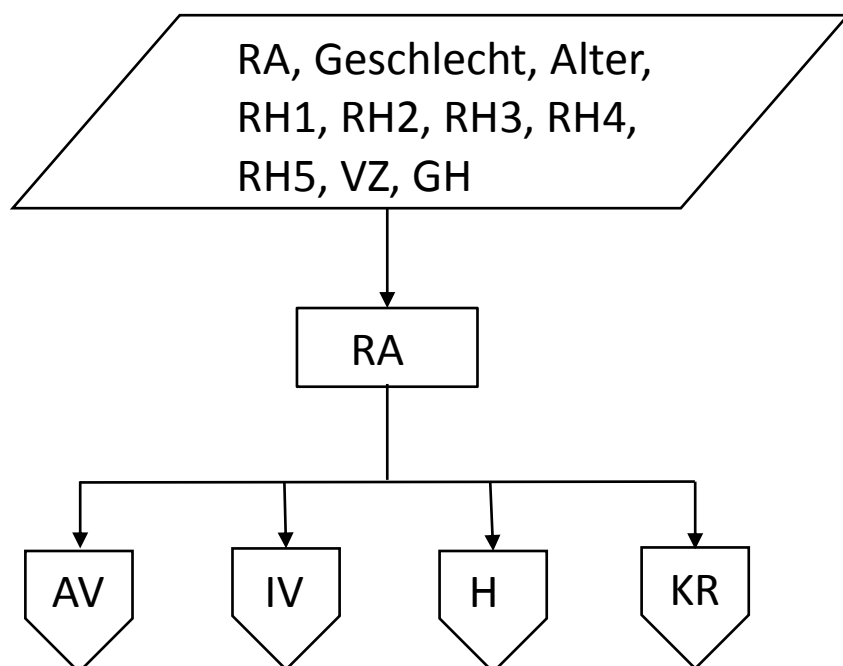 RA, Geschlecht, Alter,
RH1, RH2, RH3, RH4,
RH5, VZ, GH
RA
AV
IV
H
KR